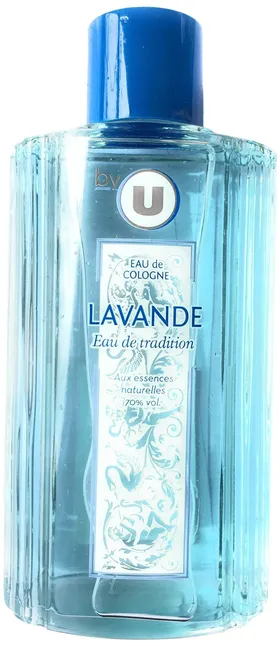 by
U
EAU de
COLOGNE
LAVANDE
Eau de tradition
Aux essences
naturelles
70% vol.